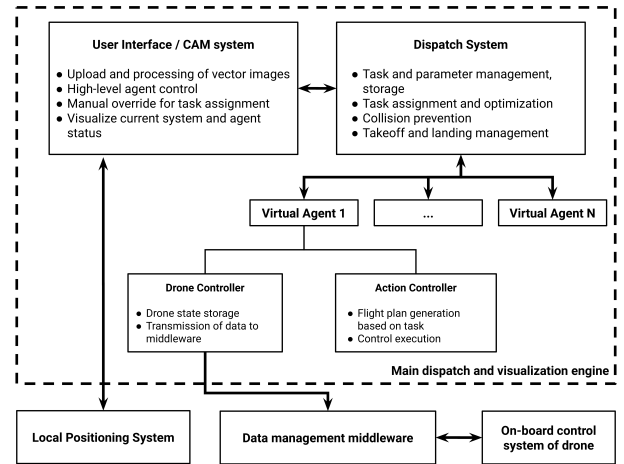 User Interface / CAM system
● Upload and processing of vector images
● High-level agent control
● Manual override for task assignment
● Visualize current system and agent
status
Dispatch System
● Task and parameter management,
storage
● Task assignment and optimization
● Collision prevention
● Takeoff and landing management
Virtual Agent 1
...
Virtual Agent N
Drone Controller
● Drone state storage
● Transmission of data to
middleware
Action Controller
● Flight plan generation
based on task
● Control execution
Main dispatch and visualization engine
Local Positioning System
Data management middleware
On-board control
system of drone